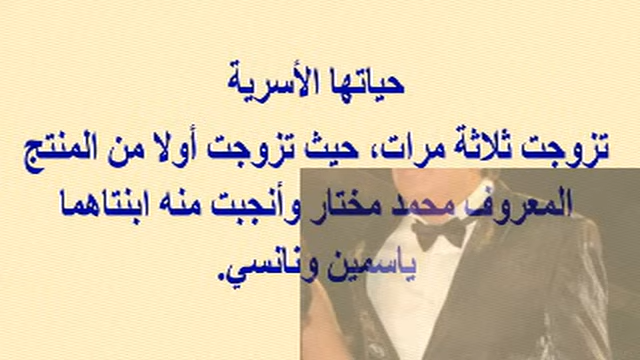 حياتها الأسرية
تزوجت ثلاثة مرات، حيث تزوجت أولا من المنتج
المعروف محمد مختار وأنجبت منه ابنتاهما
ياسمين ونانسي.